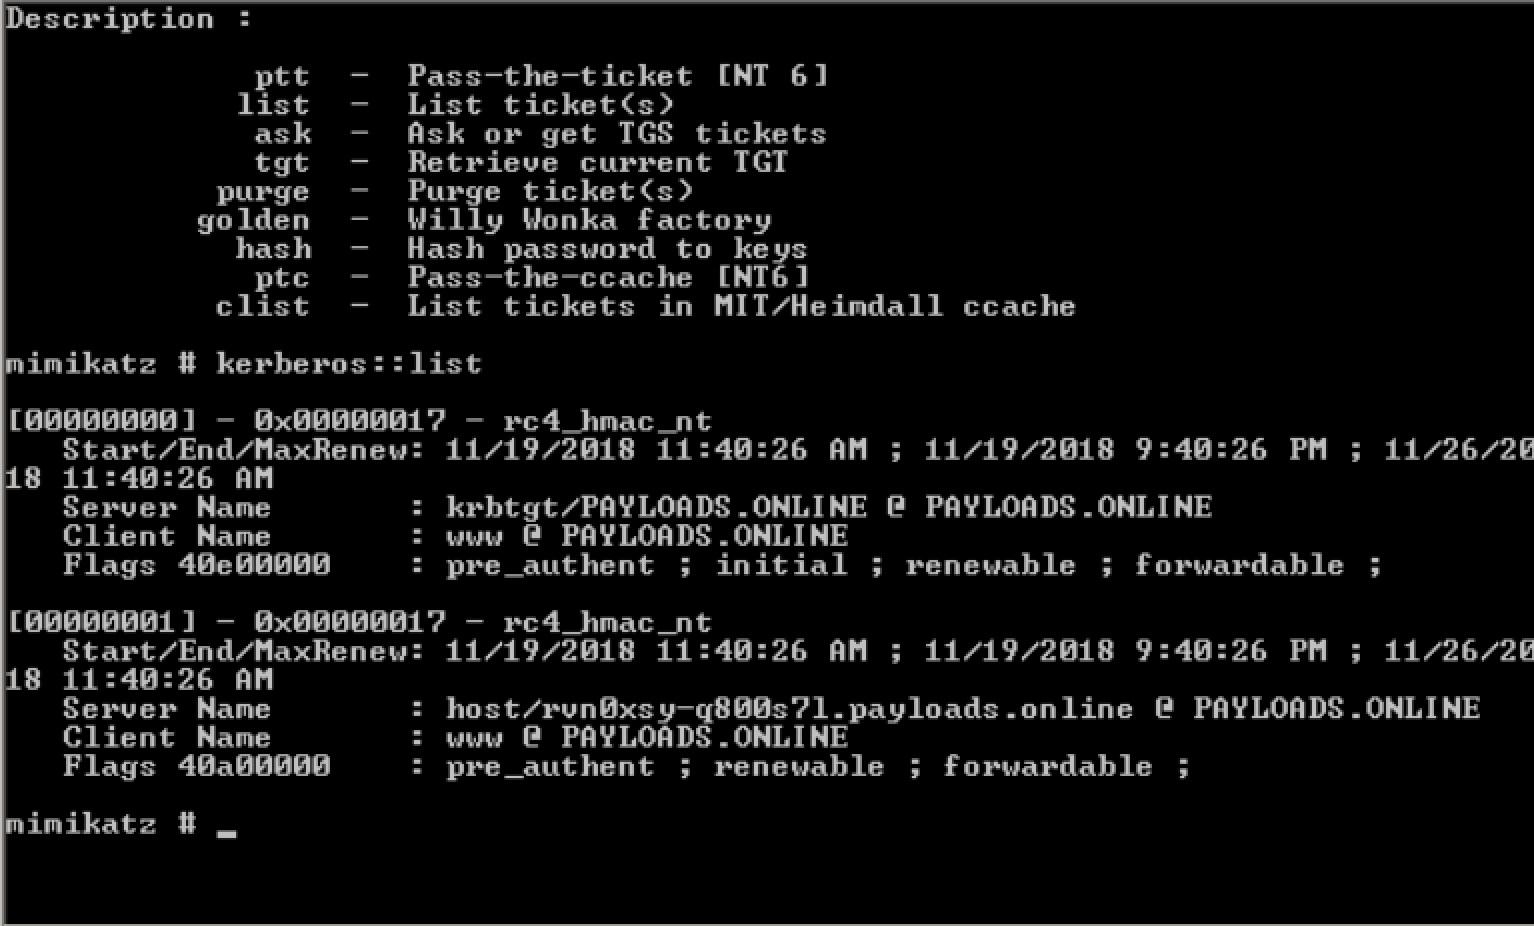 Description :
ptt - Pass-the-ticket [NT 6]
list - List ticket(s)
ask - Ask or get TGS tickets
tgt - Retrieve current TGT
purge - Purge ticket(s)
golden - Willy Wonka factory
hash - Hash password to keys
ptc - Pass-the-ccache [NT6]
clist - List tickets in MIT/Heimdall ccache
mimikatz # kerberos::list
[00000000] - 0x00000017 - rc4_hmac_nt
Start/End/MaxRenew: 11/19/2018 11:40:26 AM ; 11/19/2018 9:40:26 PM ; 11/26/20
18 11:40:26 AM
Server Name : krbtgt/PAYLOADS.ONLINE @ PAYLOADS.ONLINE
Client Name : www @ PAYLOADS.ONLINE
Flags 40e00000 : pre_authent ; initial ; renewable ; forwardable ;
[00000001] - 0x00000017 - rc4_hmac_nt
Start/End/MaxRenew: 11/19/2018 11:40:26 AM ; 11/19/2018 9:40:26 PM ; 11/26/20
18 11:40:26 AM
Server Name : host/rvn0xsy-q800s7l.payloads.online @ PAYLOADS.ONLINE
Client Name : www @ PAYLOADS.ONLINE
Flags 40a00000 : pre_authent ; renewable ; forwardable ;
mimikatz # _